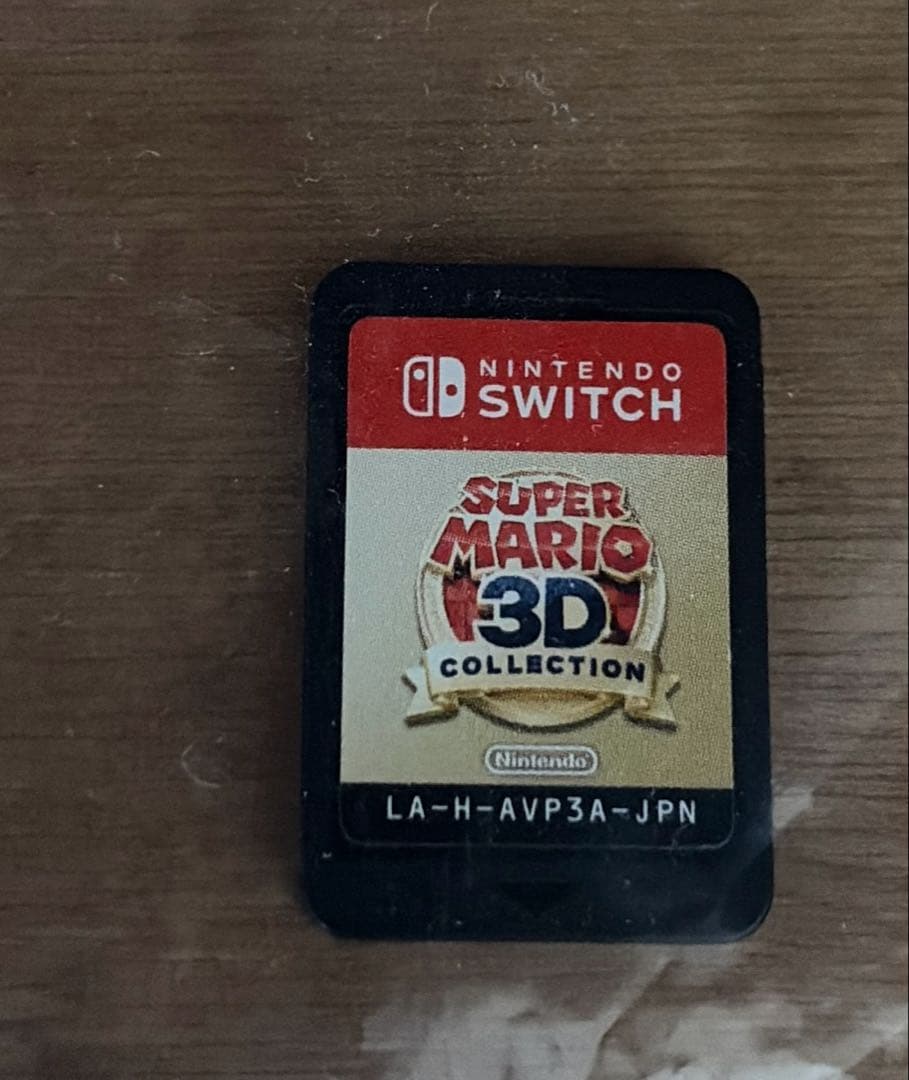 NINTENDO
SWITCH
SUPER
MARIO
3D
COLLECTION
Nintendo
LA-H-AVP3A-JPN